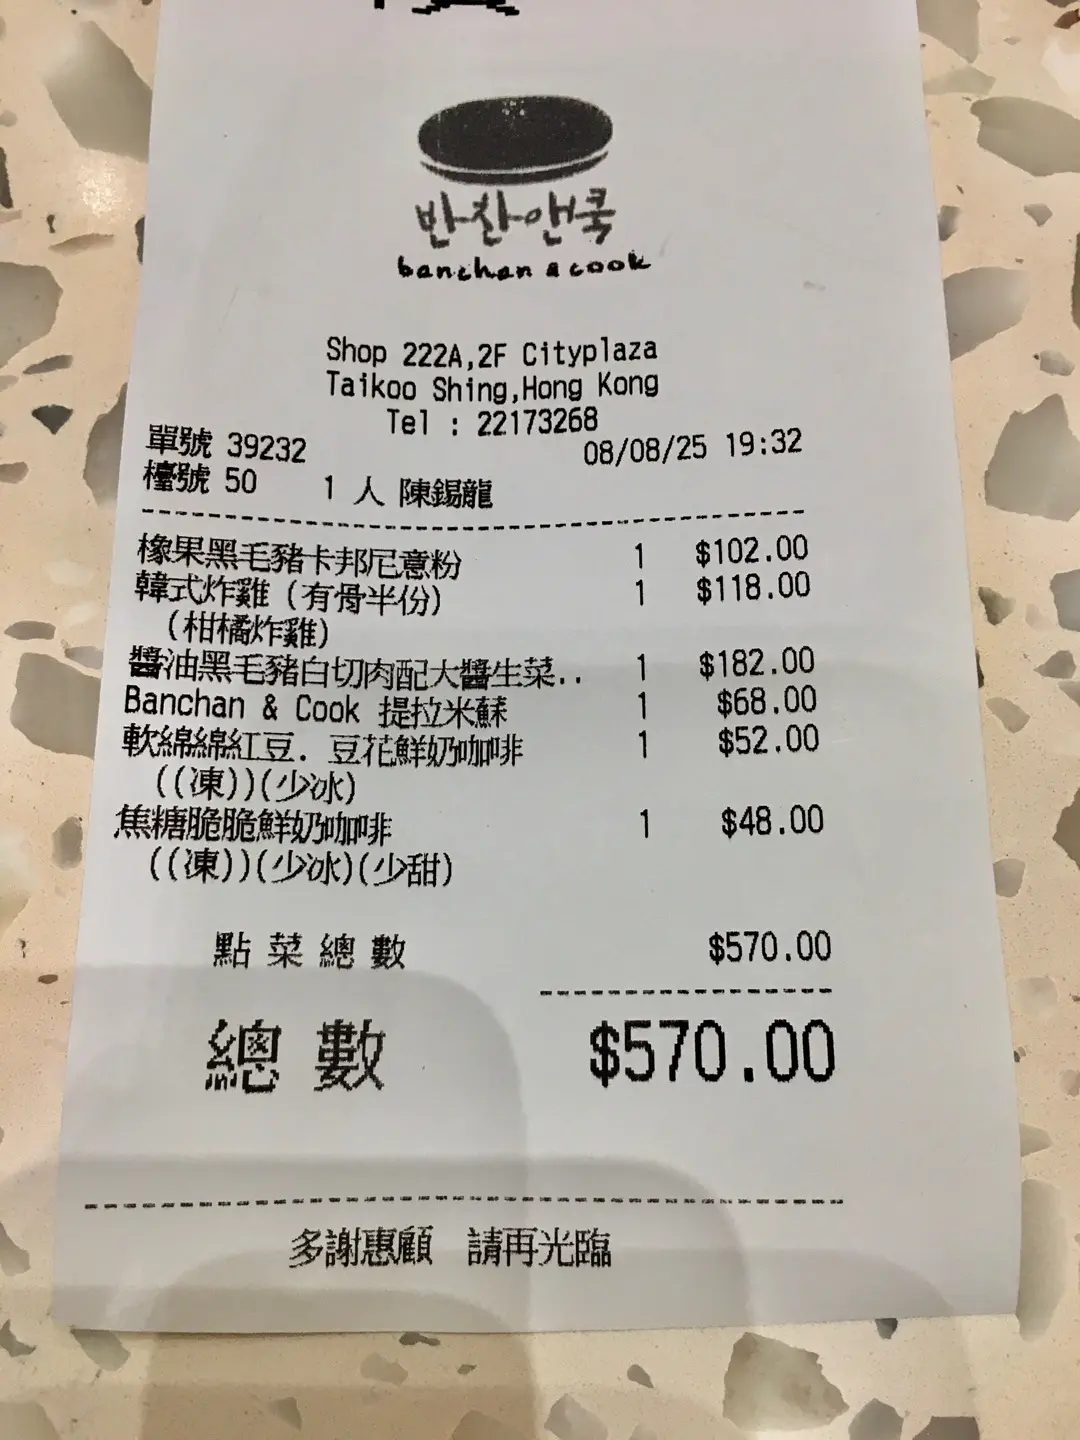 반찬앤쿡
banchan & cook
Shop 222A,2F Cityplaza
Taikoo Shing,Hong Kong
Tel : 22173268
單號 39232 08/08/25 19:32
檯號 50 1 人 陳錫龍
橡果黑毛豬卡邦尼意粉 1 $102.00
韓式炸雞(有骨半份) 1 $118.00
(柑橘炸雞)
醬油黑毛豬白切肉配大醬生菜.. 1 $182.00
Banchan & Cook 提拉米蘇 1 $68.00
軟綿綿紅豆. 豆花鮮奶咖啡 1 $52.00
((凍))(少冰)
焦糖脆脆鮮奶咖啡 1 $48.00
((凍))(少冰)(少甜)
點菜總數 $570.00
總數 $570.00
多謝惠顧 請再光臨